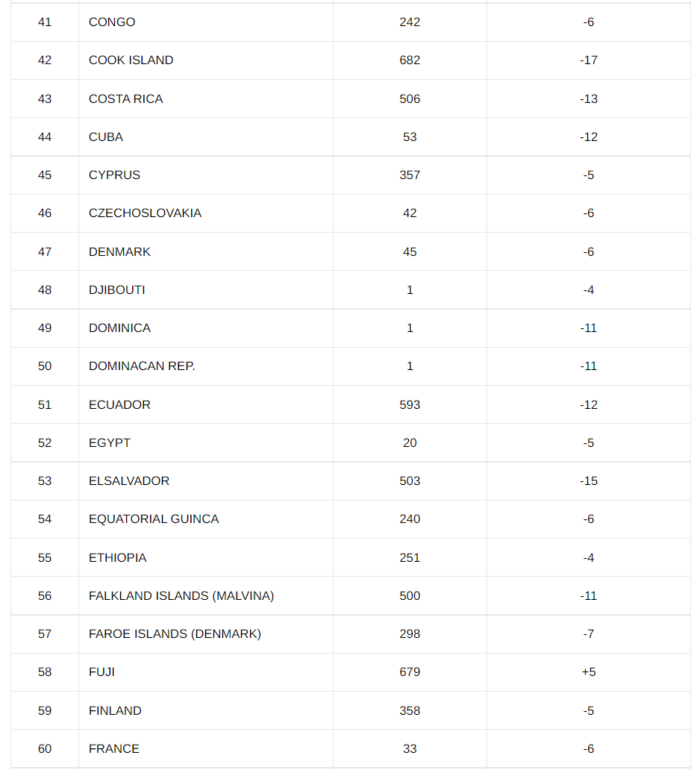 41 CONGO 242 -6
42 COOK ISLAND 682 -17
43 COSTA RICA 506 -13
44 CUBA 53 -12
45 CYPRUS 357 -5
46 CZECHOSLOVAKIA 42 -6
47 DENMARK 45 -6
48 DJIBOUTI 1 -4
49 DOMINICA 1 -11
50 DOMINACAN REP. 1 -11
51 ECUADOR 593 -12
52 EGYPT 20 -5
53 ELSALVADOR 503 -15
54 EQUATORIAL GUINCA 240 -6
55 ETHIOPIA 251 -4
56 FALKLAND ISLANDS (MALVINA) 500 -11
57 FAROE ISLANDS (DENMARK) 298 -7
58 FUJI 679 +5
59 FINLAND 358 -5
60 FRANCE 33 -6